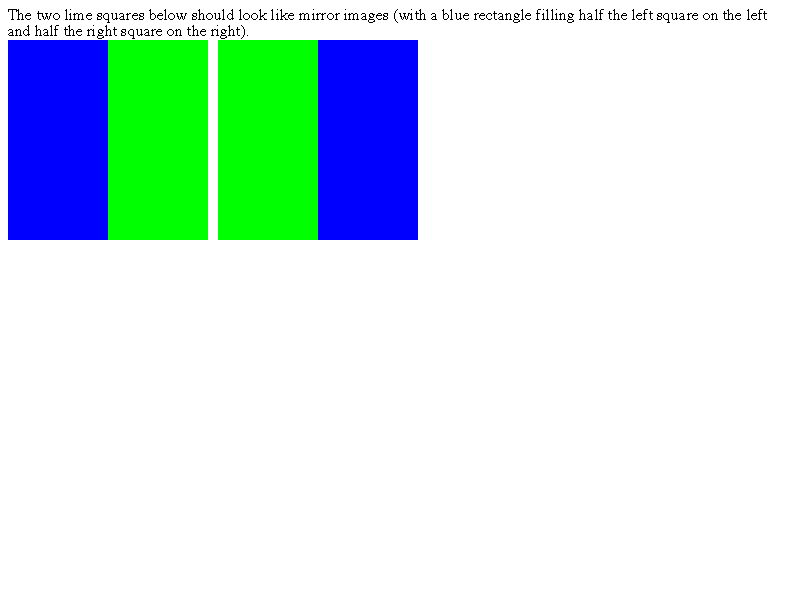 The two lime squares below should look like mirror images (with a blue rectangle filling half the left square on the left
and half the right square on the right).